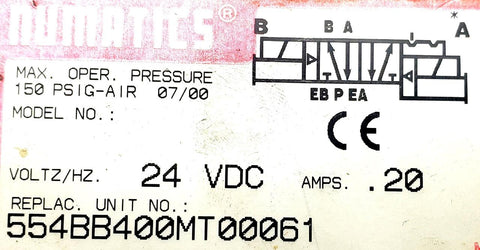 NUMATICS®
B B A *A
MAX. OPER. PRESSURE
150 PSIG-AIR 07/00
EB P EA
MODEL NO.:
CE
VOLTZ/HZ. 24 VDC AMPS. .20
REPLAC. UNIT NO.:
554BB400MT00061